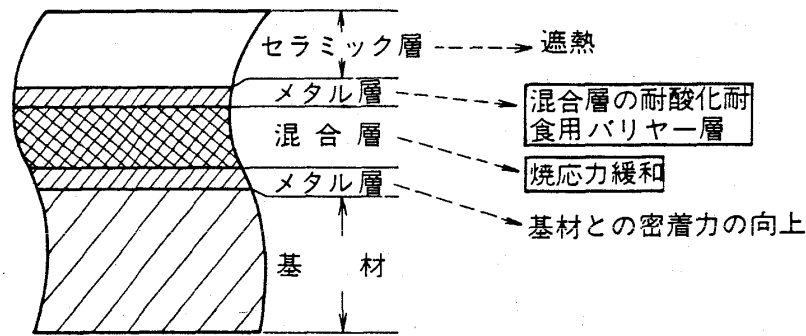 セラミック層 遮熱
メタル層 混合層の耐酸化耐
食用バリヤー層
混合層 焼応力緩和
メタル層 基材との密着力の向上
基材